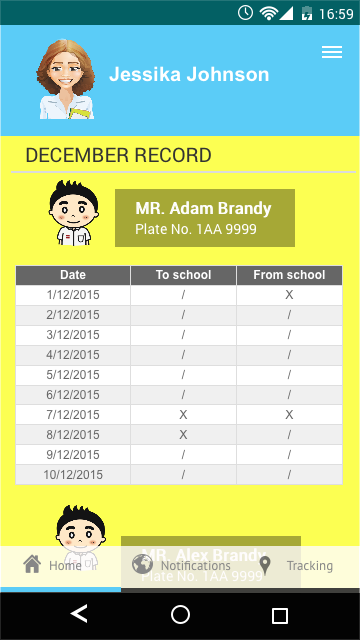 16:59
Jessika Johnson
DECEMBER RECORD
MR. Adam Brandy
Plate No. 1AA 9999
Date To school From school
1/12/2015 / X
2/12/2015 / /
3/12/2015 / /
4/12/2015 / /
5/12/2015 / /
6/12/2015 / /
7/12/2015 X X
8/12/2015 X /
9/12/2015 / /
10/12/2015 / /
MR. Alex Brandy
Home Notifications Tracking
Plate No. 1AA 9999